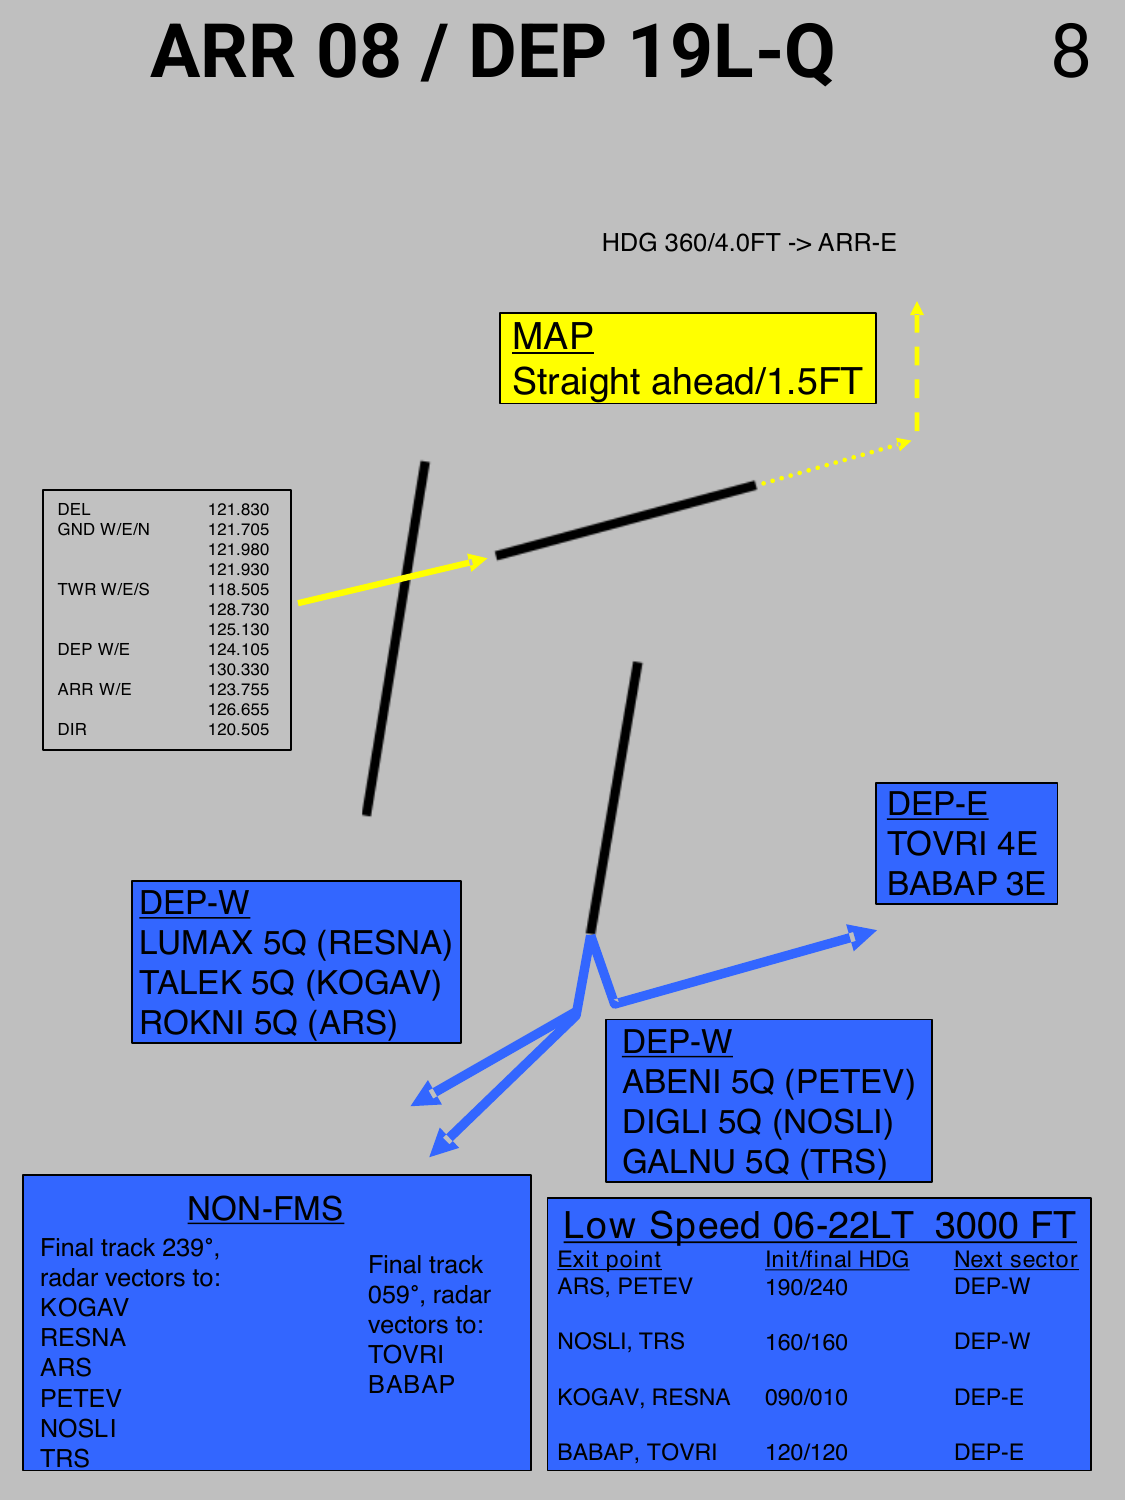 ARR 08 / DEP 19L-Q
8
HDG 360/4.0FT -> ARR-E
MAP
Straight ahead/1.5FT
DEL 121.830
GND W/E/N 121.705
121.980
121.930
TWR W/E/S 118.505
128.730
125.130
DEP W/E 124.105
130.330
ARR W/E 123.755
126.655
DIR 120.505
DEP-E
TOVRI 4E
BABAP 3E
DEP-W
LUMAX 5Q (RESNA)
TALEK 5Q (KOGAV)
ROKNI 5Q (ARS)
DEP-W
ABENI 5Q (PETEV)
DIGLI 5Q (NOSLI)
GALNU 5Q (TRS)
NON-FMS
Final track 239°,
radar vectors to:
KOGAV
RESNA
ARS
PETEV
NOSLI
TRS
Final track
059°, radar
vectors to:
TOVRI
BABAP
Low Speed 06-22LT 3000 FT
Exit point Init/final HDG Next sector
ARS, PETEV 190/240 DEP-W
NOSLI, TRS 160/160 DEP-W
KOGAV, RESNA 090/010 DEP-E
BABAP, TOVRI 120/120 DEP-E